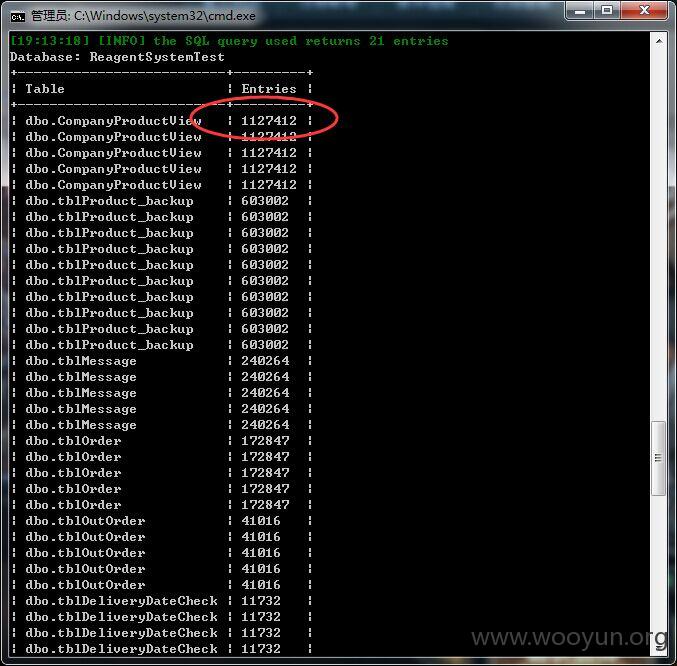 管理员: C:\Windows\system32\cmd.exe
[19:13:18] [INFO] the SQL query used returns 21 entries
Database: ReagentSystemTest
+--------------------------+---------+
| Table | Entries |
+--------------------------+---------+
| dbo.CompanyProductView | 1127412 |
| dbo.CompanyProductView | 1127412 |
| dbo.CompanyProductView | 1127412 |
| dbo.CompanyProductView | 1127412 |
| dbo.CompanyProductView | 1127412 |
| dbo.tblProduct_backup | 603002 |
| dbo.tblProduct_backup | 603002 |
| dbo.tblProduct_backup | 603002 |
| dbo.tblProduct_backup | 603002 |
| dbo.tblProduct_backup | 603002 |
| dbo.tblProduct_backup | 603002 |
| dbo.tblProduct_backup | 603002 |
| dbo.tblProduct_backup | 603002 |
| dbo.tblProduct_backup | 603002 |
| dbo.tblProduct_backup | 603002 |
| dbo.tblMessage | 240264 |
| dbo.tblMessage | 240264 |
| dbo.tblMessage | 240264 |
| dbo.tblMessage | 240264 |
| dbo.tblMessage | 240264 |
| dbo.tblOrder | 172847 |
| dbo.tblOrder | 172847 |
| dbo.tblOrder | 172847 |
| dbo.tblOrder | 172847 |
| dbo.tblOrder | 172847 |
| dbo.tblOutOrder | 41016 |
| dbo.tblOutOrder | 41016 |
| dbo.tblOutOrder | 41016 |
| dbo.tblOutOrder | 41016 |
| dbo.tblOutOrder | 41016 |
| dbo.tblDeliveryDateCheck | 11732 |
| dbo.tblDeliveryDateCheck | 11732 |
| dbo.tblDeliveryDateCheck | 11732 |
| dbo.tblDeliveryDateCheck | 11732 |
www.wooyun.org